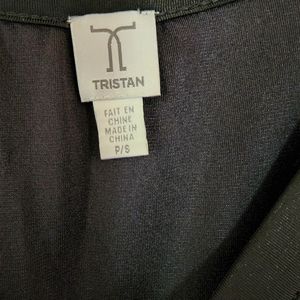 TRISTAN
FAIT EN
CHINE
MADE IN
CHINA
P/S